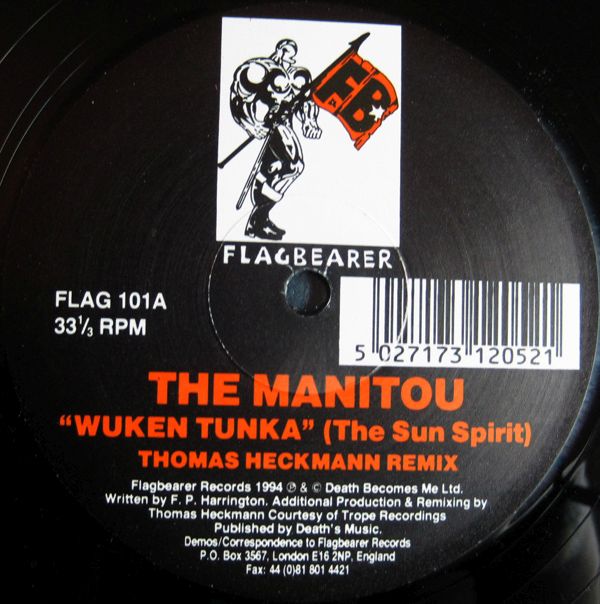 FB
FLAGBEARER
FLAG 101A
33⅓ RPM
5 027173 120521
THE MANITOU
"WUKEN TUNKA" (The Sun Spirit)
THOMAS HECKMANN REMIX
Flagbearer Records 1994 ℗ & © Death Becomes Me Ltd.
Written by F. P. Harrington. Additional Production & Remixing by
Thomas Heckmann Courtesy of Trope Recordings
Published by Death's Music.
Demos/Correspondence to Flagbearer Records
P.O. Box 3567, London E16 2NP, England
Fax: 44 (0)81 801 4421